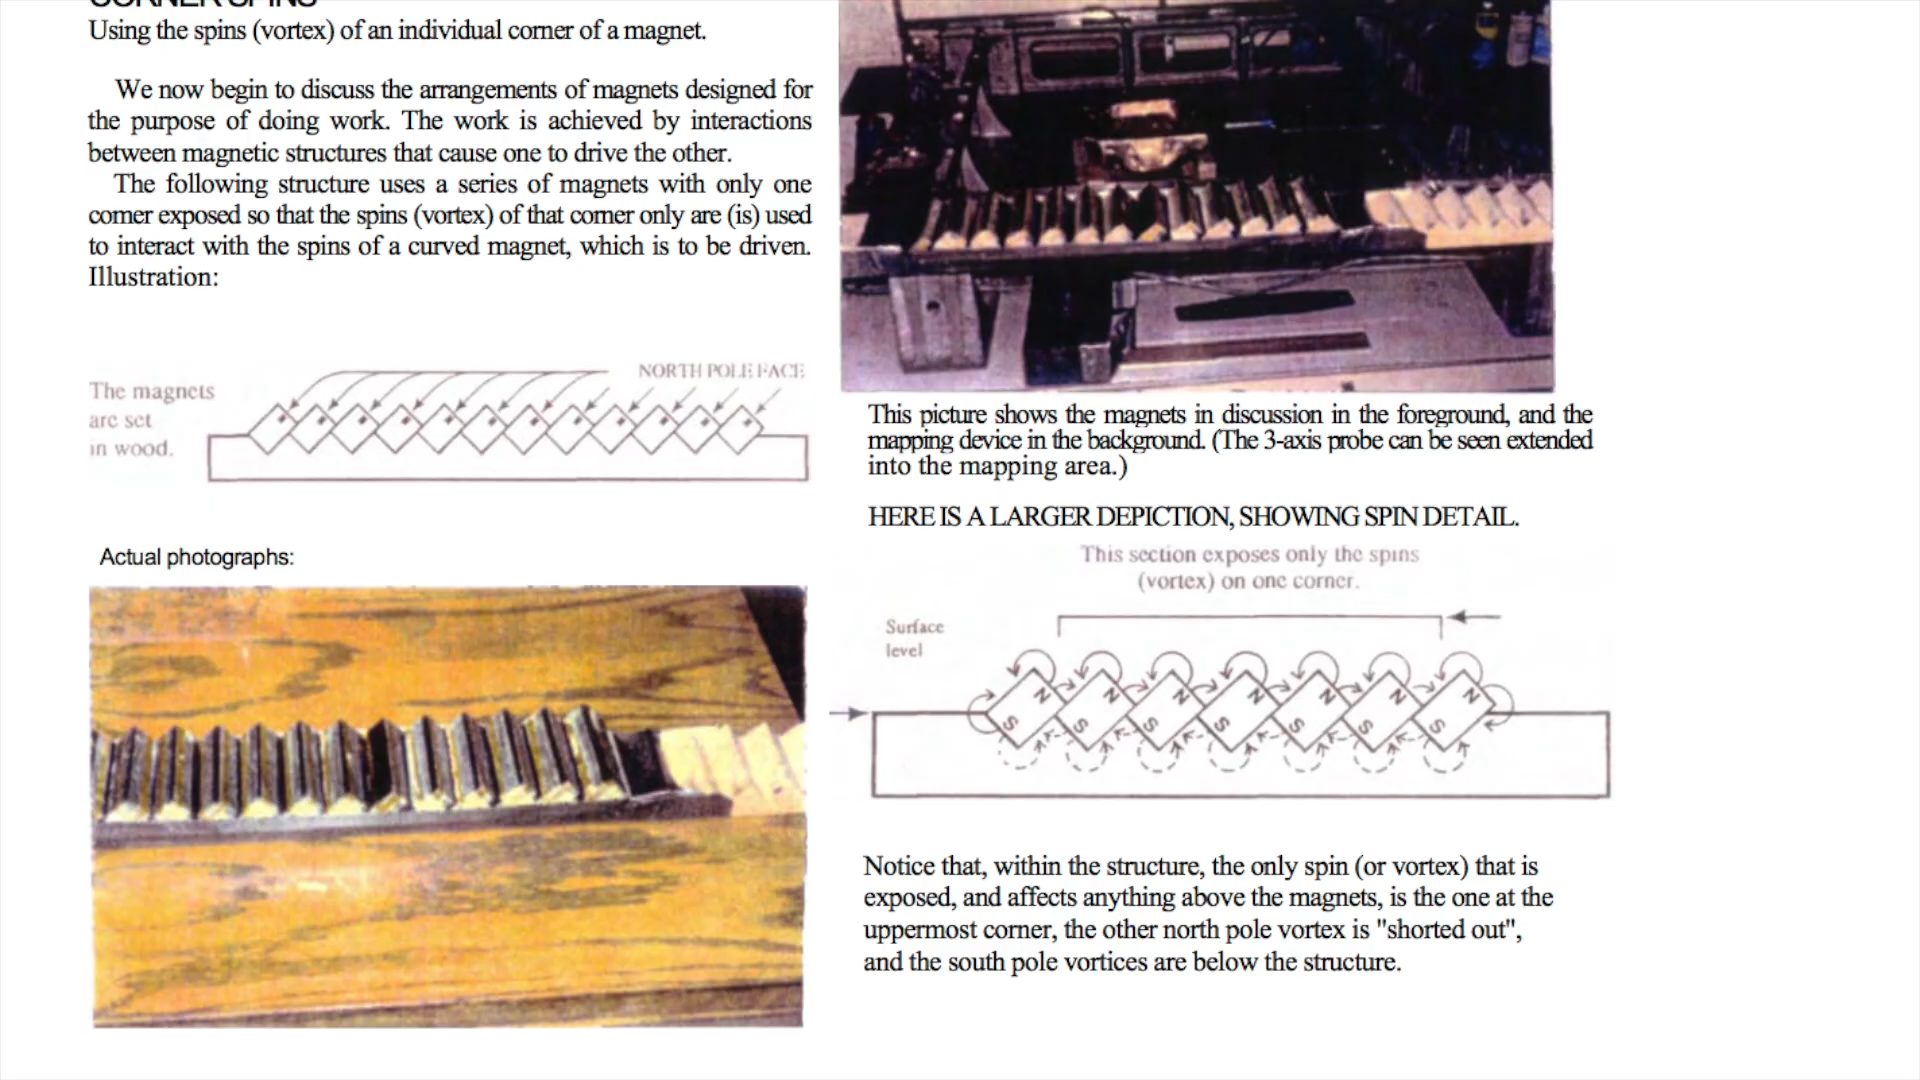 CORNER SPINS
Using the spins (vortex) of an individual corner of a magnet.
We now begin to discuss the arrangements of magnets designed for
the purpose of doing work. The work is achieved by interactions
between magnetic structures that cause one to drive the other.
The following structure uses a series of magnets with only one
corner exposed so that the spins (vortex) of that corner only are (is) used
to interact with the spins of a curved magnet, which is to be driven.
Illustration:
The magnets
are set
in wood.
NORTH POLE FACE
Actual photographs:
This picture shows the magnets in discussion in the foreground, and the
mapping device in the background. (The 3-axis probe can be seen extended
into the mapping area.)
HERE IS A LARGER DEPICTION, SHOWING SPIN DETAIL.
This section exposes only the spins
(vortex) on one corner.
Surface
level
N N N N N N N
S S S S S S S
Notice that, within the structure, the only spin (or vortex) that is
exposed, and affects anything above the magnets, is the one at the
uppermost corner, the other north pole vortex is "shorted out",
and the south pole vortices are below the structure.